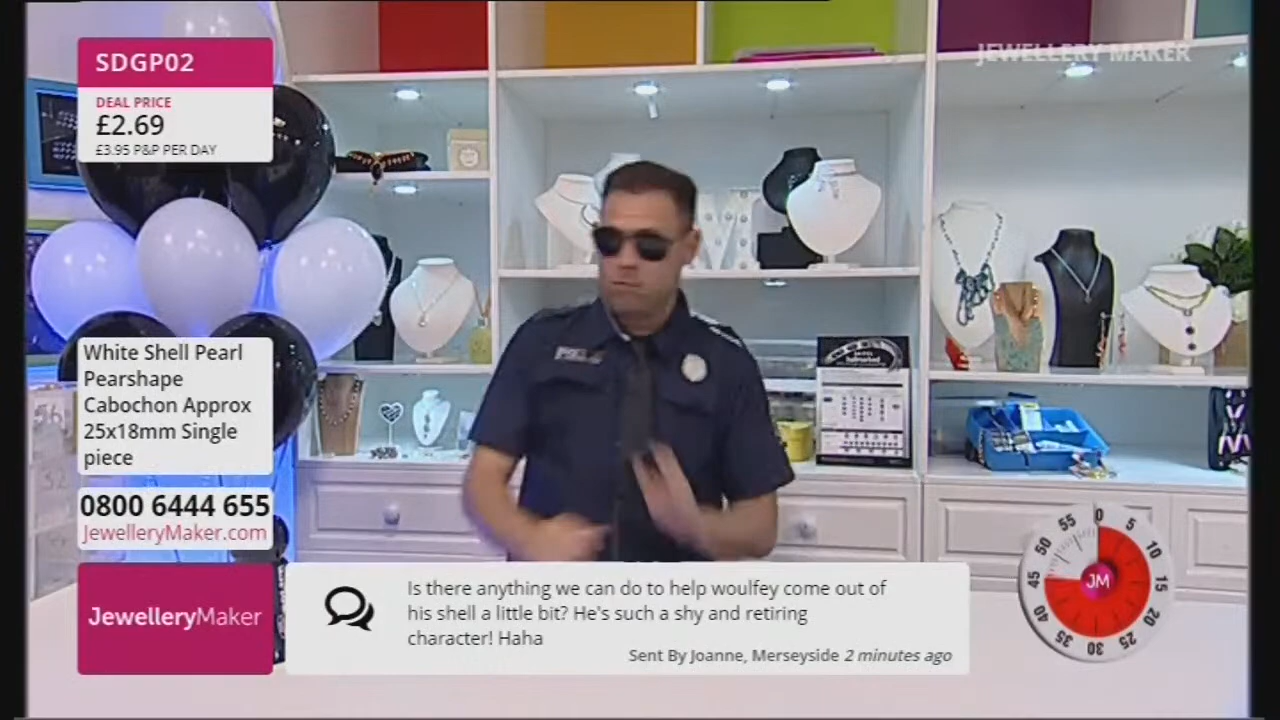 SDGP02
DEAL PRICE
£2.69
£3.95 P&P PER DAY
JEWELLERY MAKER
White Shell Pearl
Pearshape
Cabochon Approx
25x18mm Single
piece
0800 6444 655
JewelleryMaker.com
JewelleryMaker
Is there anything we can do to help woulfey come out of
his shell a little bit? He's such a shy and retiring
character! Haha
Sent By Joanne, Merseyside 2 minutes ago
0
5
10
15
20
25
30
35
40
45
50
55
JM